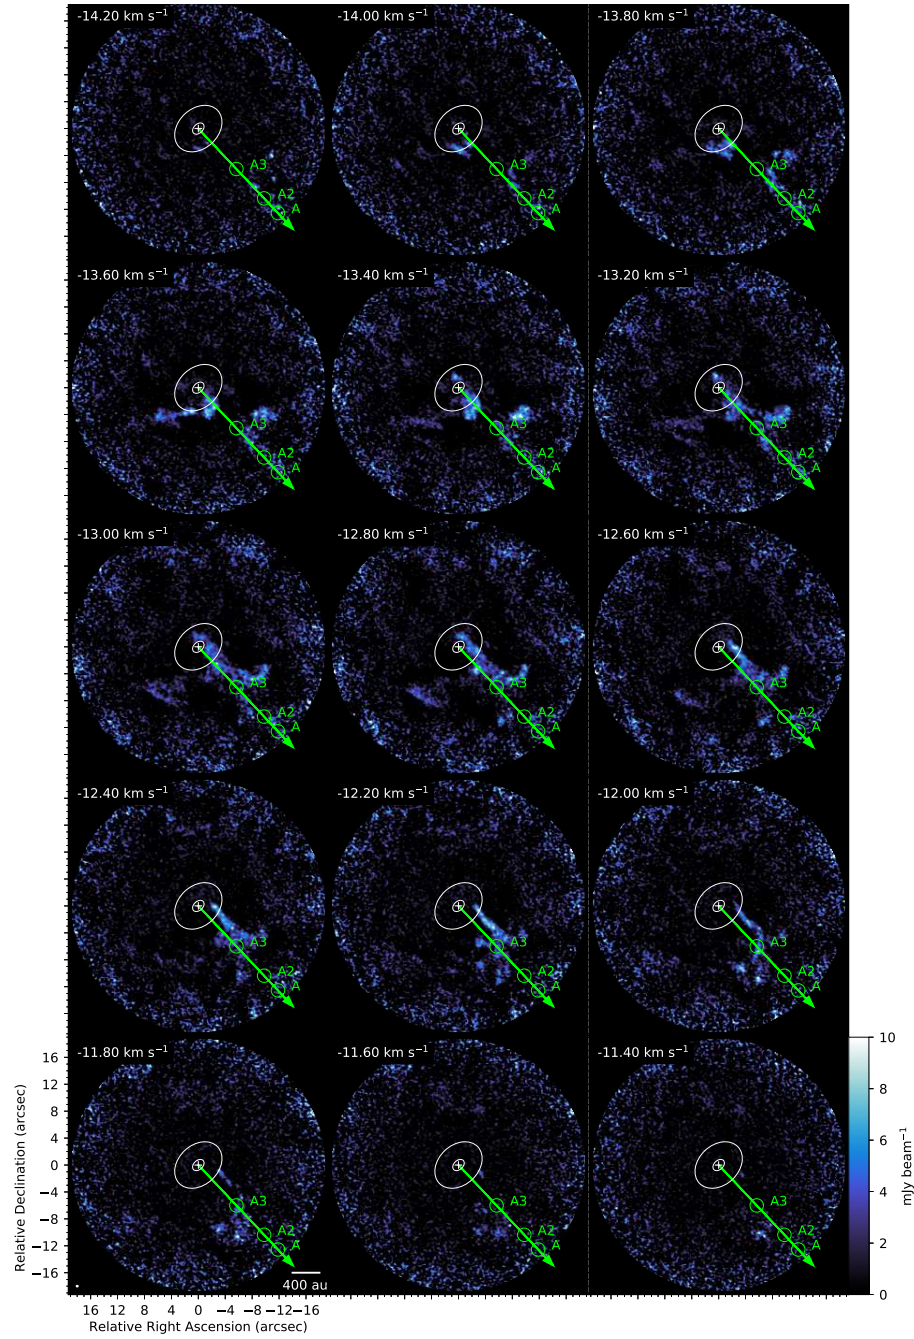 -14.20 km s⁻¹ -14.00 km s⁻¹ -13.80 km s⁻¹
A3 A3 A3
A2 A2 A2
A A A
-13.60 km s⁻¹ -13.40 km s⁻¹ -13.20 km s⁻¹
A3 A3 A3
A2 A2 A2
A A A
-13.00 km s⁻¹ -12.80 km s⁻¹ -12.60 km s⁻¹
A3 A3 A3
A2 A2 A2
A A A
-12.40 km s⁻¹ -12.20 km s⁻¹ -12.00 km s⁻¹
A3 A3 A3
A2 A2 A2
A A A
-11.80 km s⁻¹ -11.60 km s⁻¹ -11.40 km s⁻¹
A3 A3 A3
A2 A2 A2
A A A
400 au
16
12
8
4
0
−4
−8
−12
−16
Relative Declination (arcsec)
16 12 8 4 0 −4 −8 −12 −16
Relative Right Ascension (arcsec)
10
8
6
4
2
0
mJy beam⁻¹